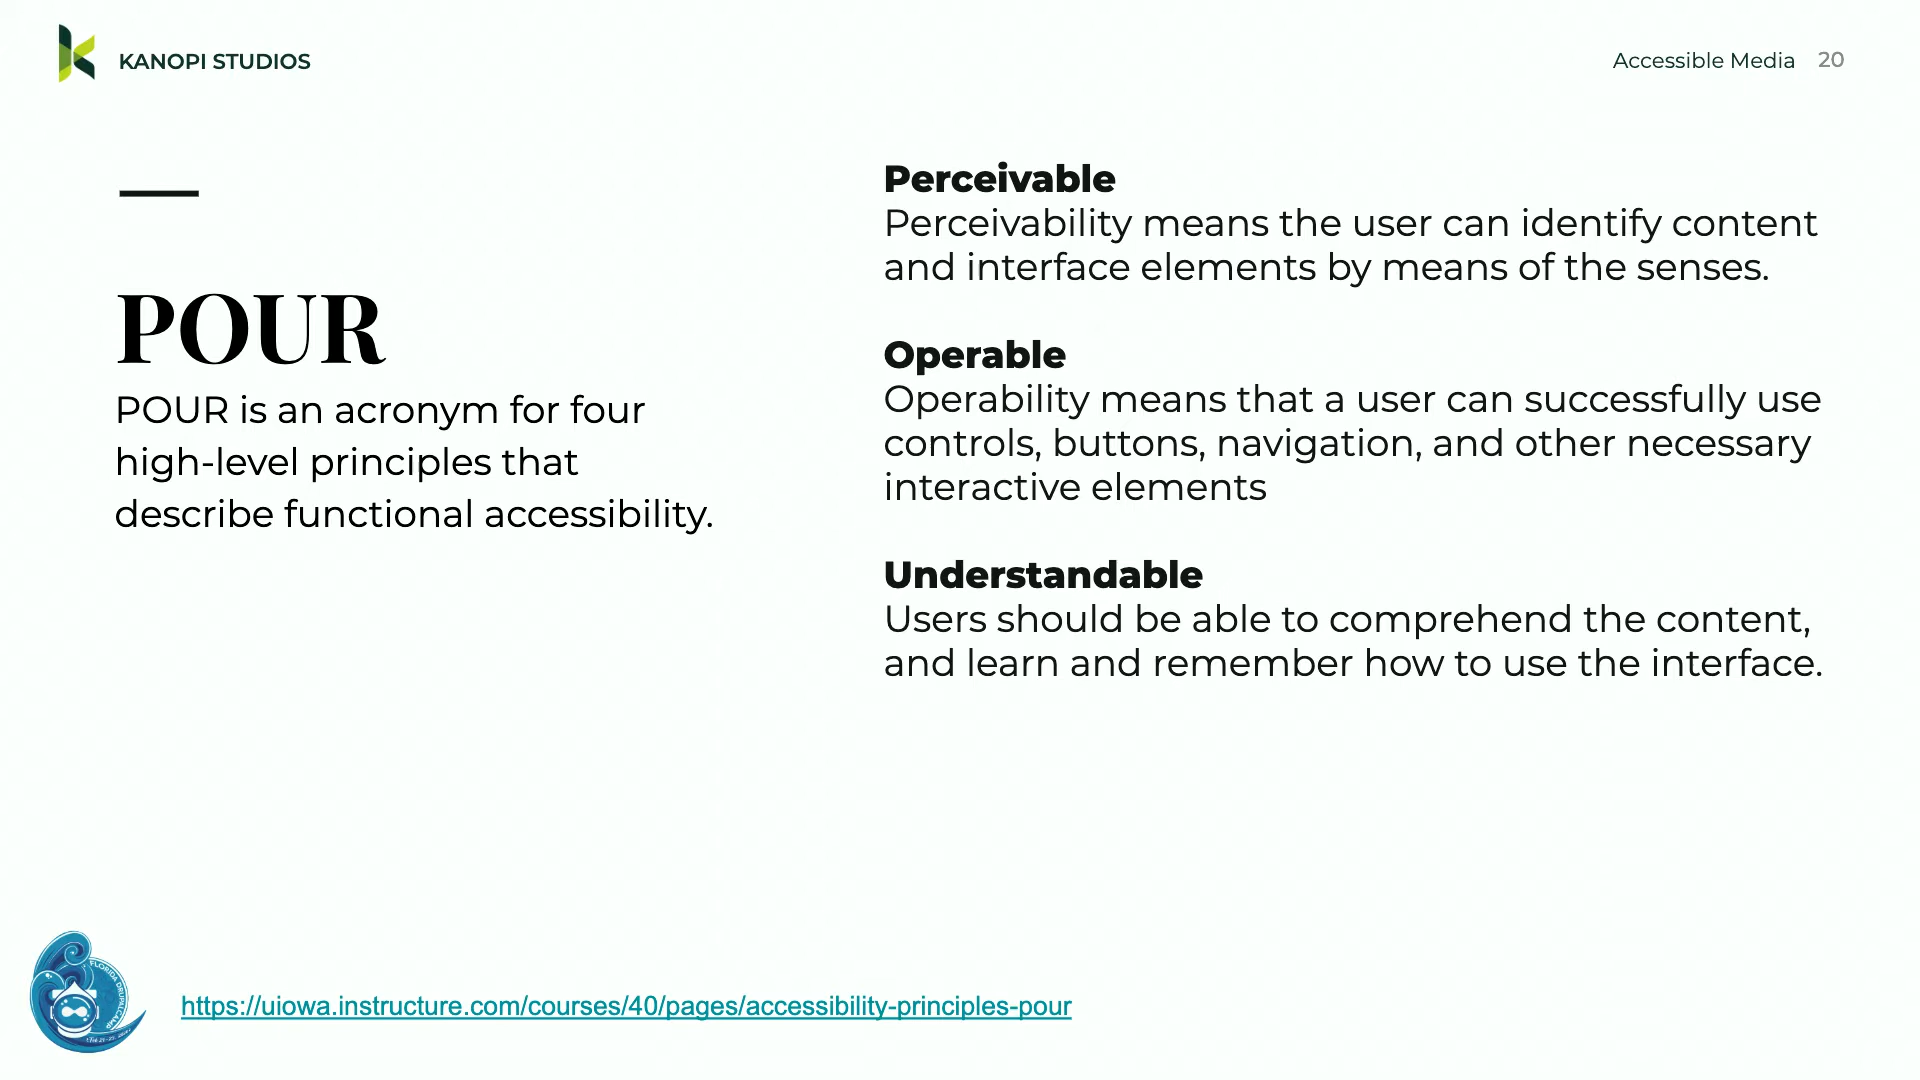 KANOPI STUDIOS
Accessible Media 20
POUR
POUR is an acronym for four
high-level principles that
describe functional accessibility.
Perceivable
Perceivability means the user can identify content
and interface elements by means of the senses.
Operable
Operability means that a user can successfully use
controls, buttons, navigation, and other necessary
interactive elements
Understandable
Users should be able to comprehend the content,
and learn and remember how to use the interface.
FLORIDA DRUPALCAMP
https://uiowa.instructure.com/courses/40/pages/accessibility-principles-pour